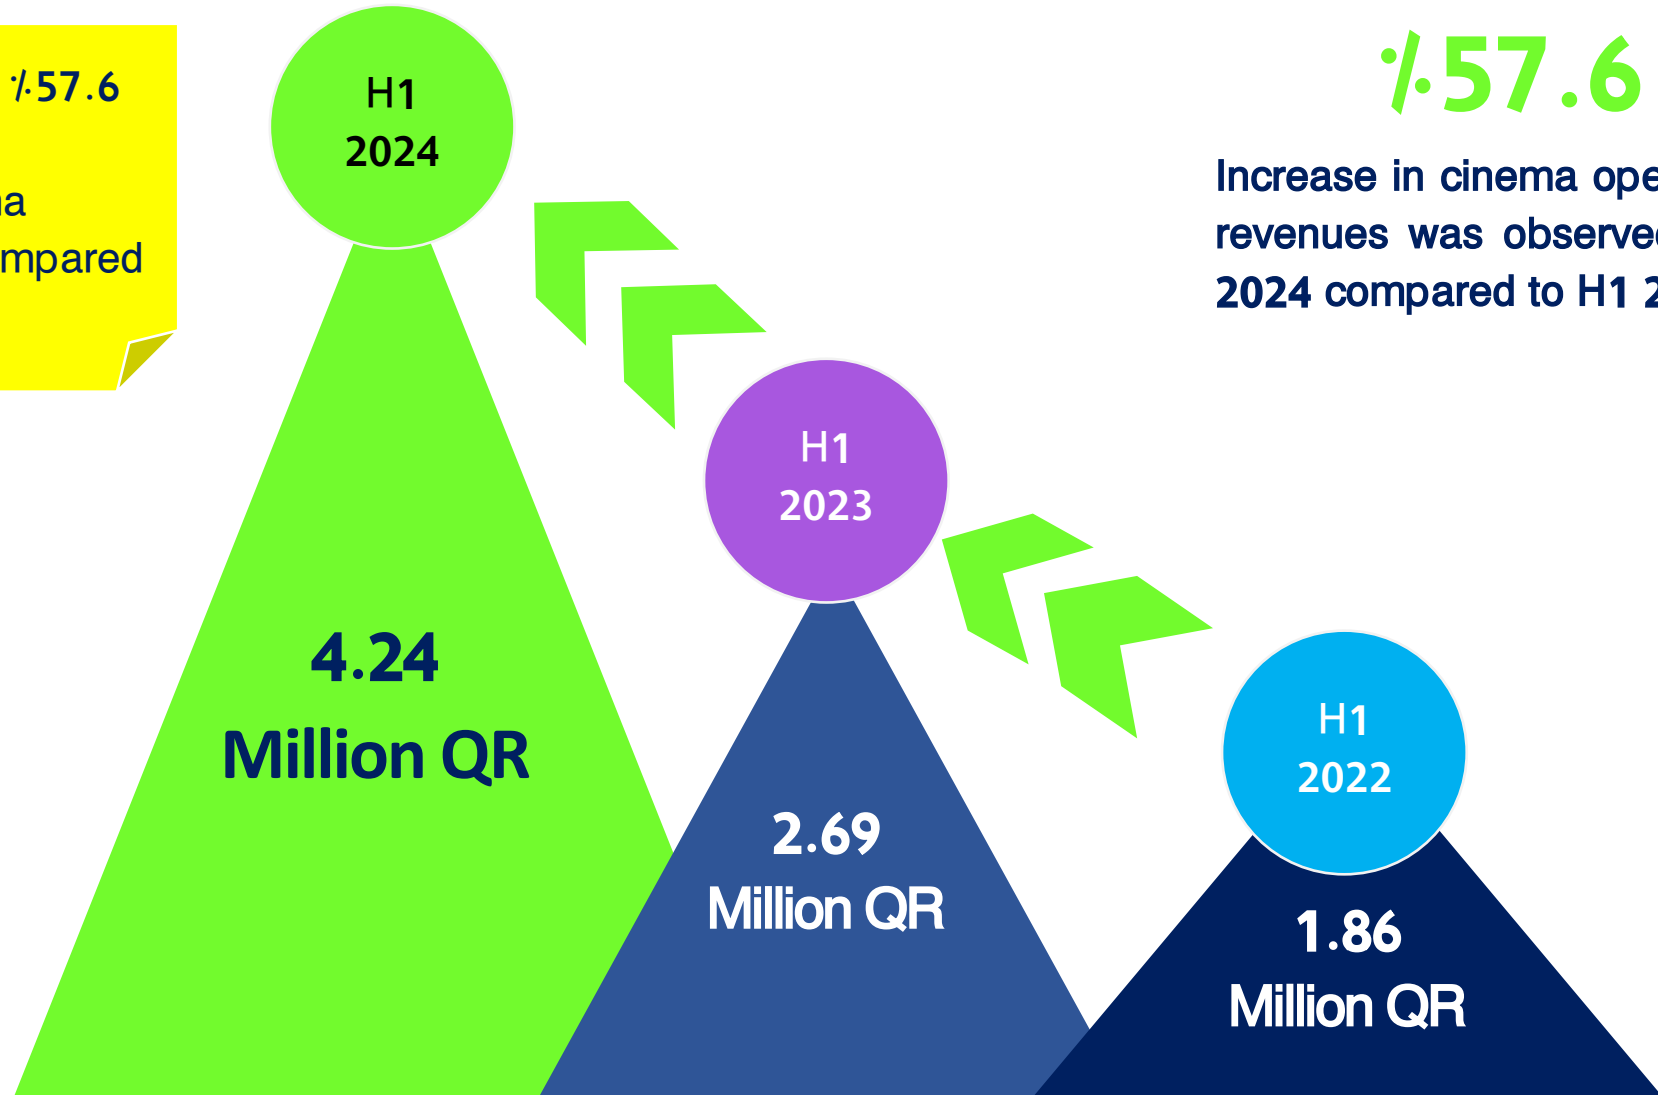 ٪57.6
mpared
H1
2024
4.24
Million QR
H1
2023
2.69
Million QR
H1
2022
1.86
Million QR
٪57.6
Increase in cinema ope
revenues was observe
2024 compared to H1